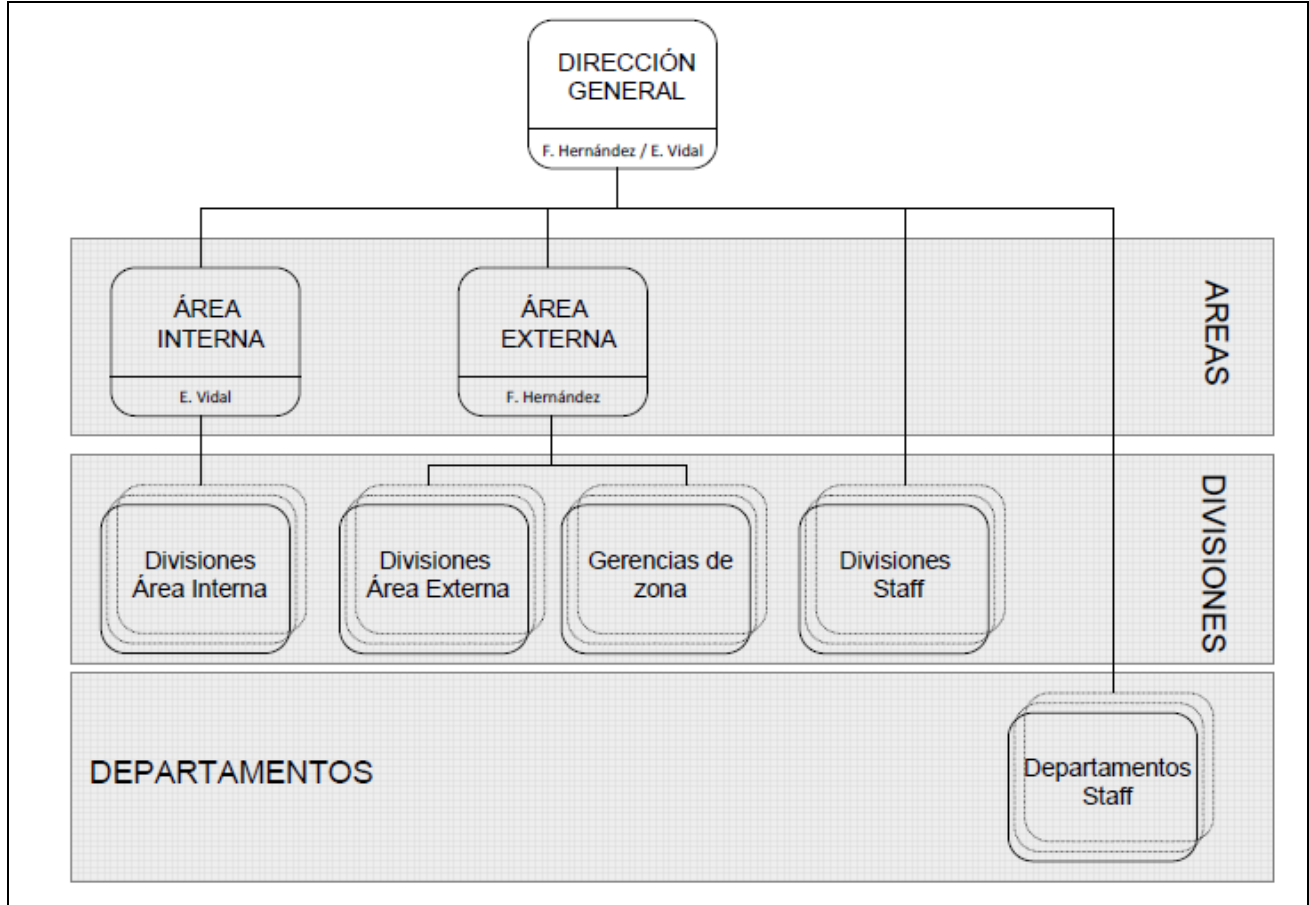 DIRECCIÓN
GENERAL
F. Hernández / E. Vidal
ÁREA
INTERNA
E. Vidal
ÁREA
EXTERNA
F. Hernández
AREAS
Divisiones
Área Interna
Divisiones
Área Externa
Gerencias de
zona
Divisiones
Staff
DIVISIONES
DEPARTAMENTOS
Departamentos
Staff